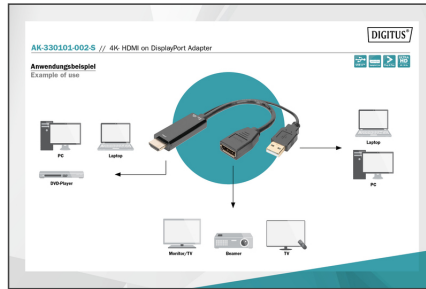 DIGITUS®
AK-330101-002-S // 4K- HDMI on DisplayPort Adapter
Anwendungsbeispiel
Example of use
HD
PC
Laptop
Laptop
DVD-Player
PC
Monitor/TV
Beamer
TV